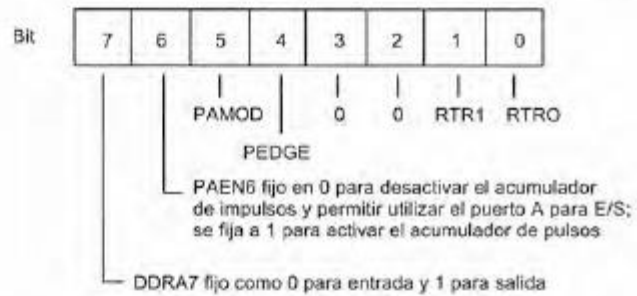 Bit 7 6 5 4 3 2 1 0
PAMOD 0 0 RTR1 RTRO
PEDGE
PAEN6 fijo en 0 para desactivar el acumulador
de impulsos y permitir utilizar el puerto A para E/S;
se fija a 1 para activar el acumulador de pulsos
DDRA7 fijo como 0 para entrada y 1 para salida